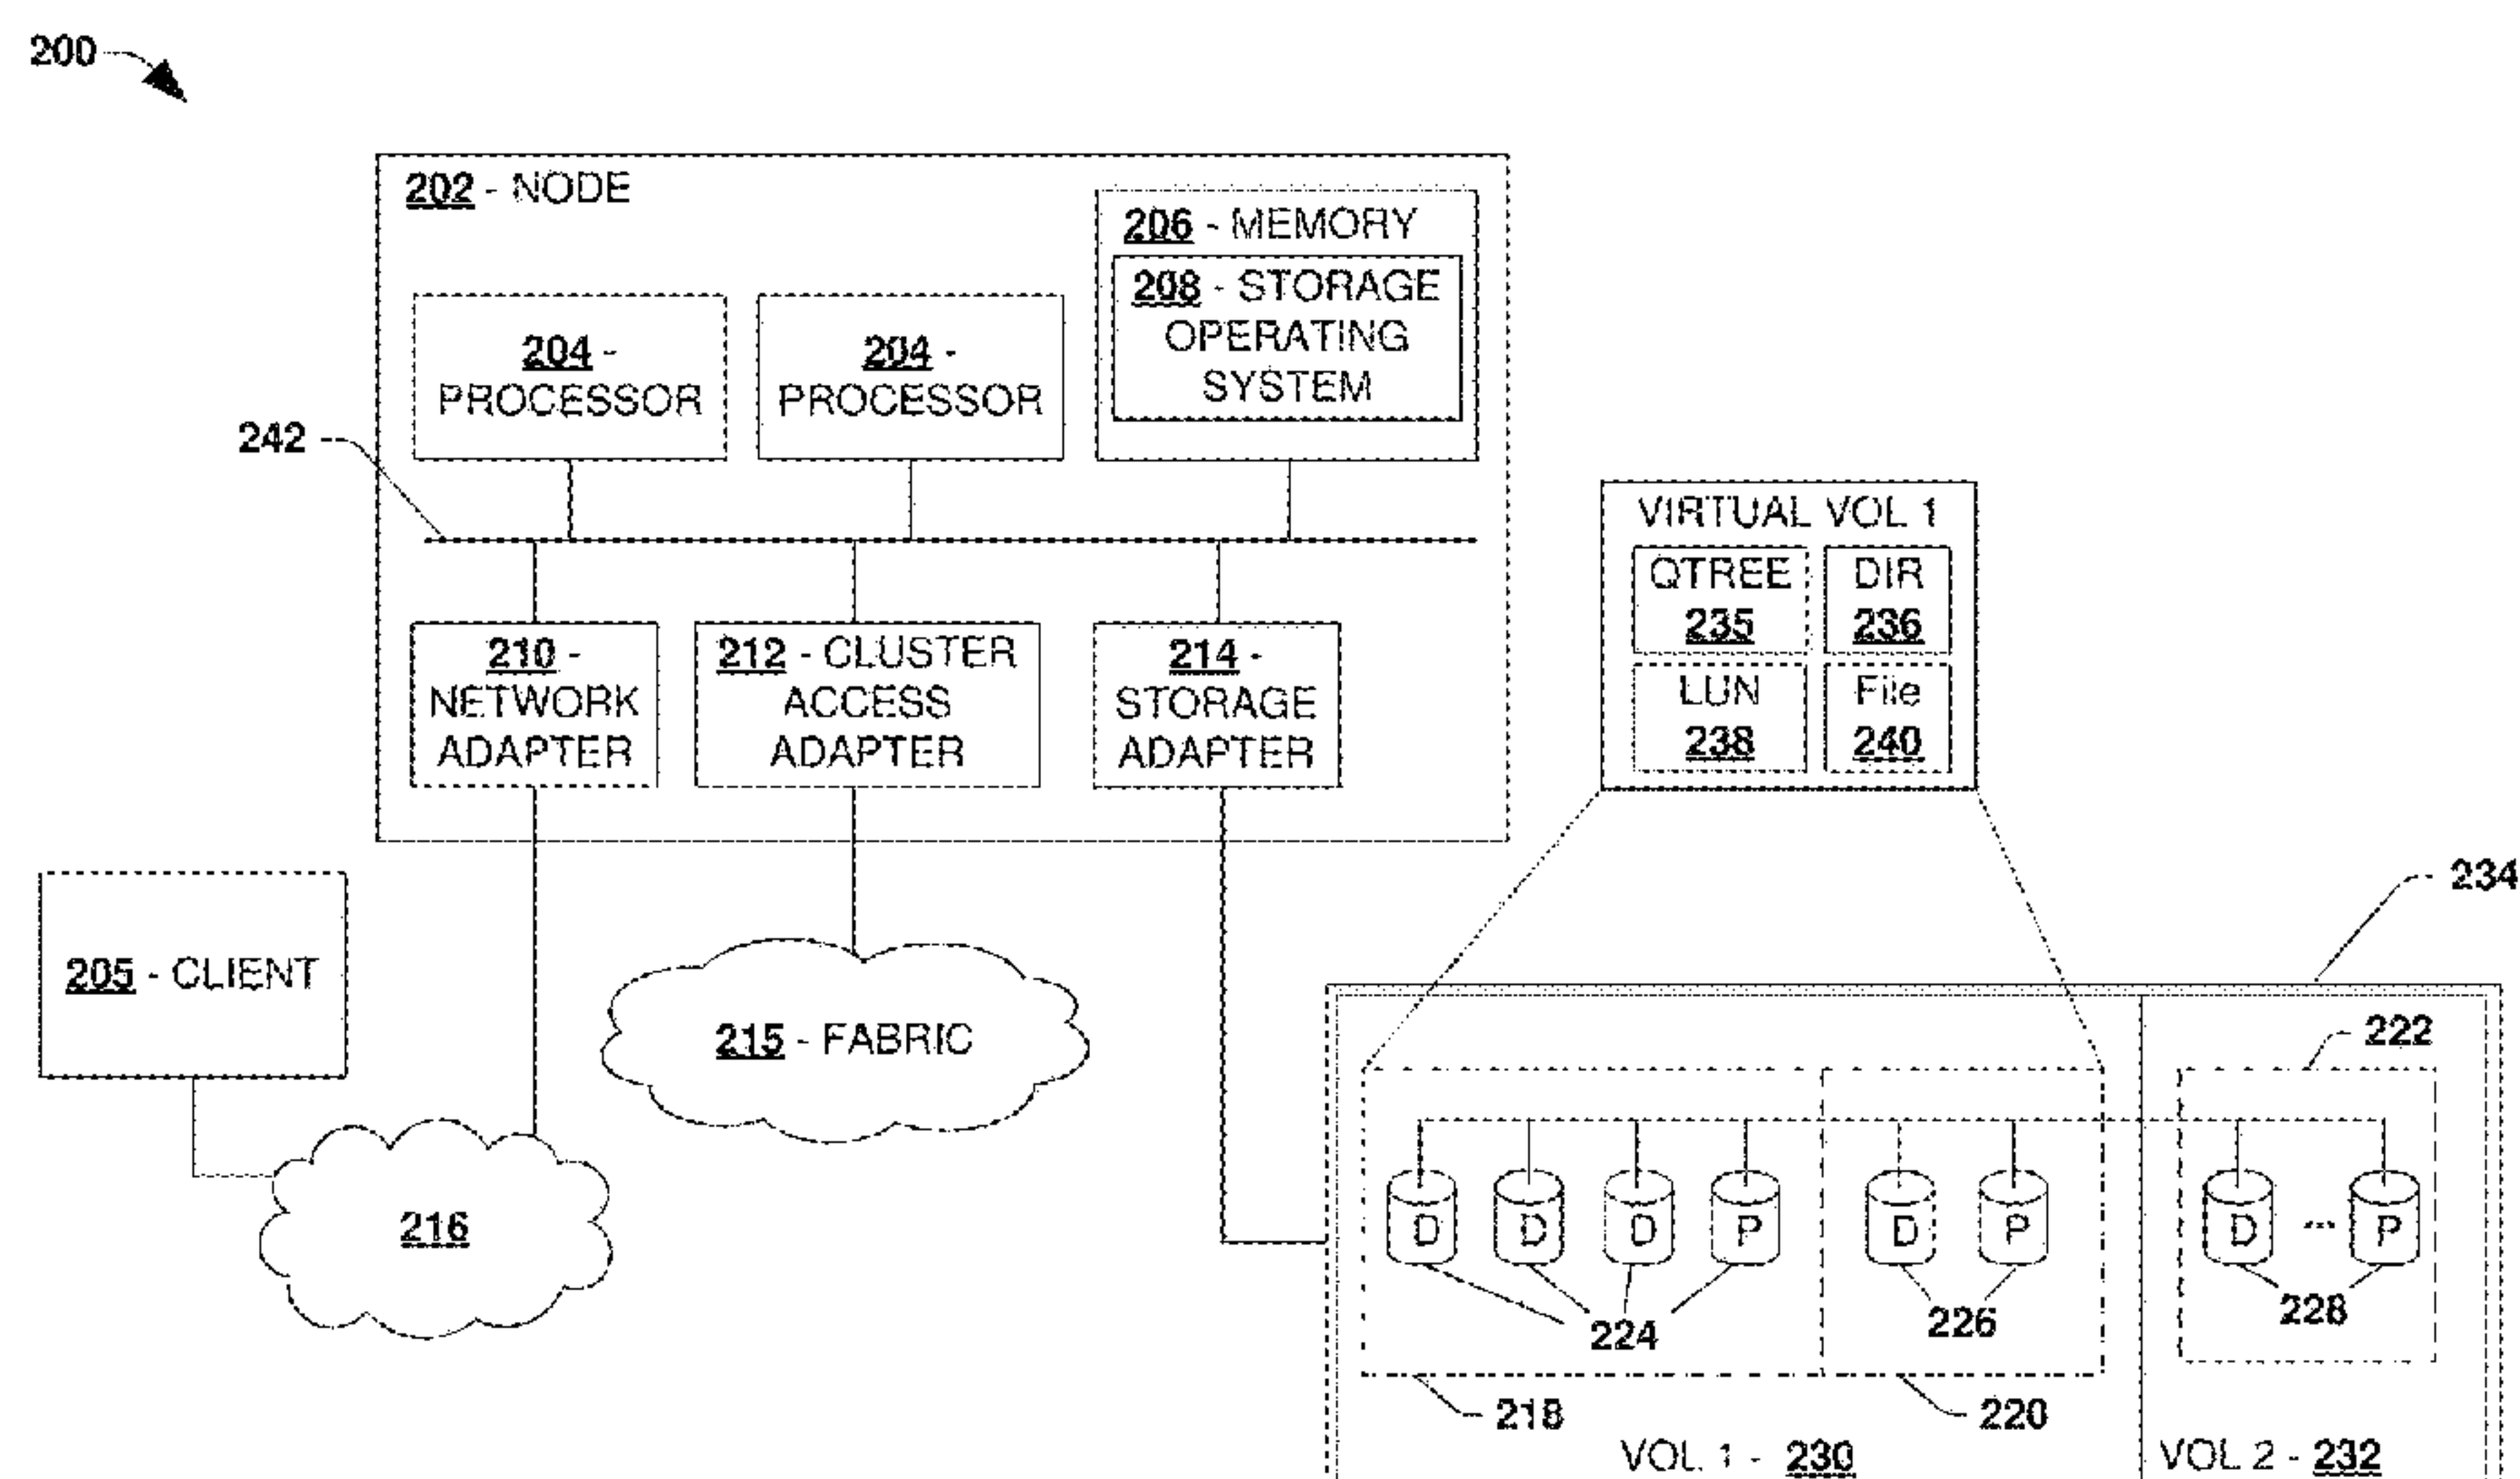 200
202 - NODE
206 - MEMORY
208 - STORAGE
OPERATING
SYSTEM
204 -
PROCESSOR
204 -
PROCESSOR
242
210 -
NETWORK
ADAPTER
212 - CLUSTER
ACCESS
ADAPTER
214 -
STORAGE
ADAPTER
VIRTUAL VOL 1
QTREE
235
DIR
236
LUN
238
File
240
234
205 - CLIENT
215 - FABRIC
216
222
D D D P D P D ... P
224
226
228
218
220
VOL 1 - 230
VOL 2 - 232